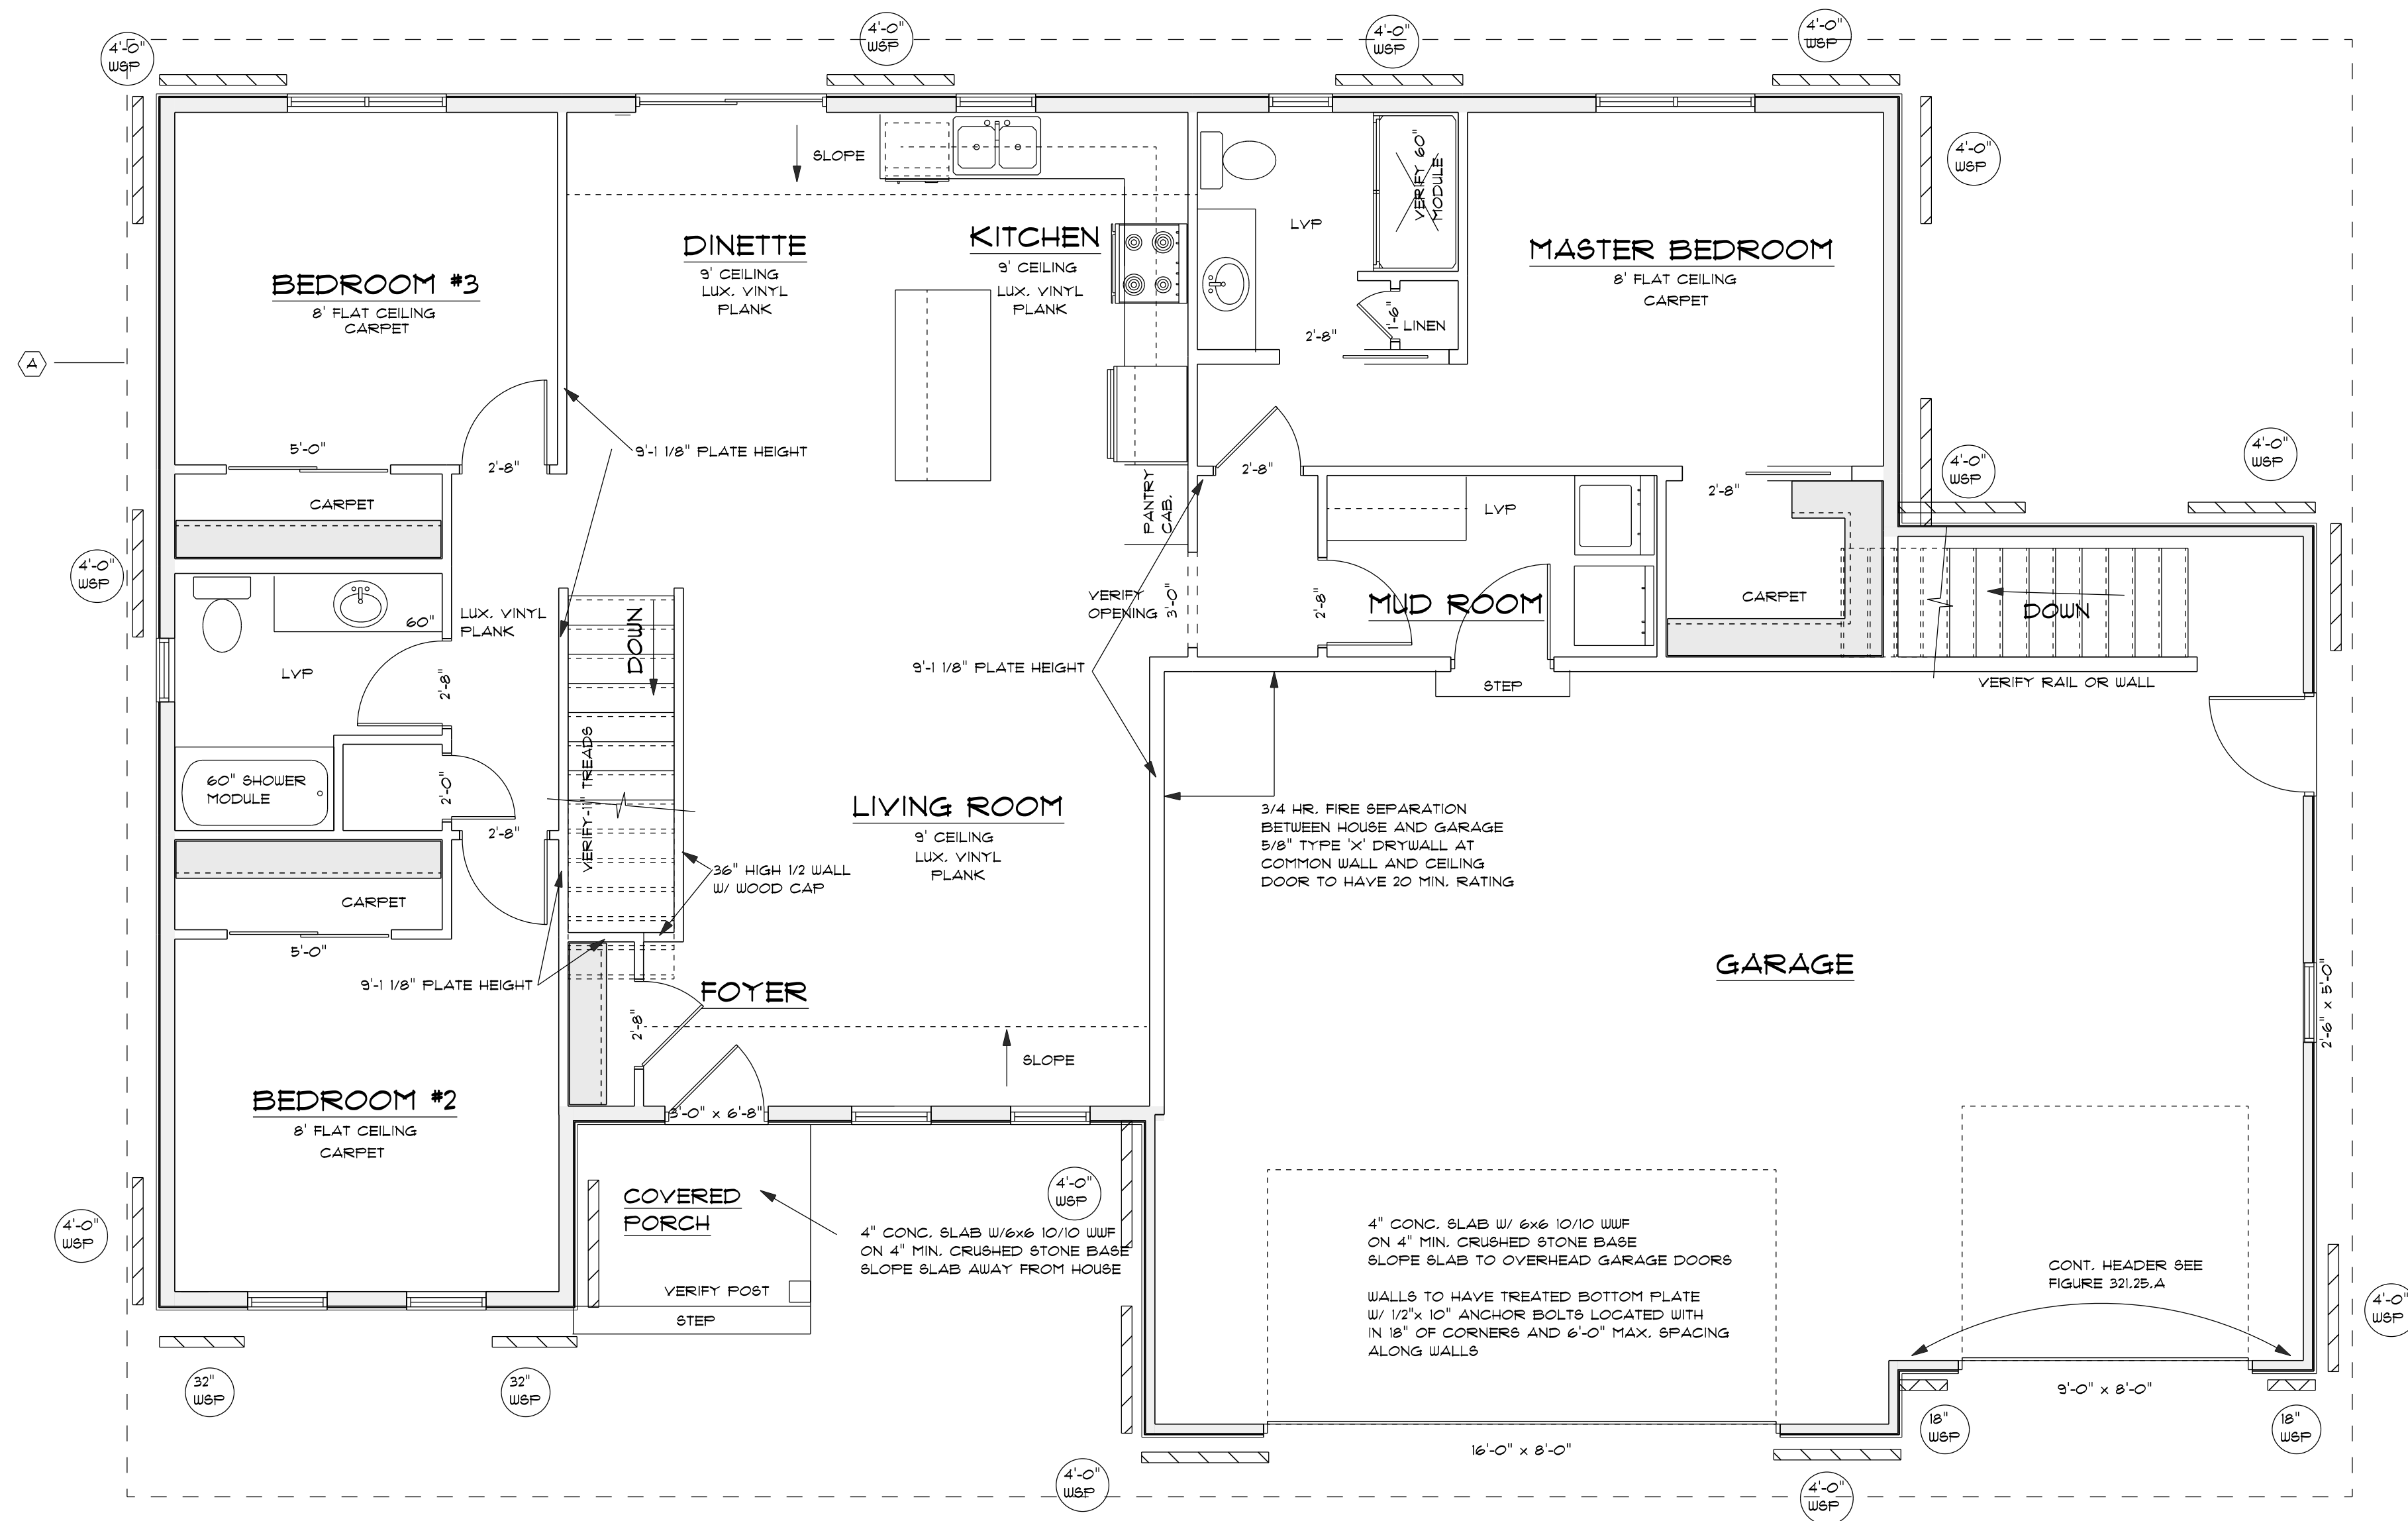 4'-0"
WSP
4'-0"
WSP
4'-0"
WSP
4'-0"
WSP
SLOPE
VERIFY 60"
MODULE
4'-0"
WSP
LVP
DINETTE
9' CEILING
LUX. VINYL
PLANK
KITCHEN
9' CEILING
LUX. VINYL
PLANK
MASTER BEDROOM
8' FLAT CEILING
CARPET
BEDROOM #3
8' FLAT CEILING
CARPET
1'-6"
LINEN
2'-8"
A
5'-0"
2'-8"
9'-1 1/8" PLATE HEIGHT
2'-8"
2'-8"
4'-0"
WSP
4'-0"
WSP
CARPET
PANTRY
CAB.
LVP
4'-0"
WSP
LUX. VINYL
PLANK
60"
DOWN
VERIFY
OPENING
3'-0"
2'-8"
MUD ROOM
CARPET
DOWN
LVP
2'-8"
9'-1 1/8" PLATE HEIGHT
STEP
VERIFY RAIL OR WALL
60" SHOWER
MODULE
2'-0"
2'-8"
VERIFY-11" TREADS
LIVING ROOM
9' CEILING
LUX. VINYL
PLANK
3/4 HR. FIRE SEPARATION
BETWEEN HOUSE AND GARAGE
5/8" TYPE 'X' DRYWALL AT
COMMON WALL AND CEILING
DOOR TO HAVE 20 MIN. RATING
36" HIGH 1/2 WALL
W/ WOOD CAP
CARPET
5'-0"
9'-1 1/8" PLATE HEIGHT
FOYER
2'-8"
GARAGE
2'-6" x 5'-0"
SLOPE
BEDROOM #2
8' FLAT CEILING
CARPET
3'-0" x 6'-8"
COVERED
PORCH
4'-0"
WSP
4'-0"
WSP
4" CONC. SLAB W/6x6 10/10 WWF
ON 4" MIN. CRUSHED STONE BASE
SLOPE SLAB AWAY FROM HOUSE
4" CONC. SLAB W/ 6x6 10/10 WWF
ON 4" MIN. CRUSHED STONE BASE
SLOPE SLAB TO OVERHEAD GARAGE DOORS
WALLS TO HAVE TREATED BOTTOM PLATE
W/ 1/2"x 10" ANCHOR BOLTS LOCATED WITH
IN 18" OF CORNERS AND 6'-0" MAX. SPACING
ALONG WALLS
CONT. HEADER SEE
FIGURE 321.25.A
VERIFY POST
STEP
4'-0"
WSP
32"
WSP
32"
WSP
9'-0" x 8'-0"
18"
WSP
18"
WSP
16'-0" x 8'-0"
4'-0"
WSP
4'-0"
WSP